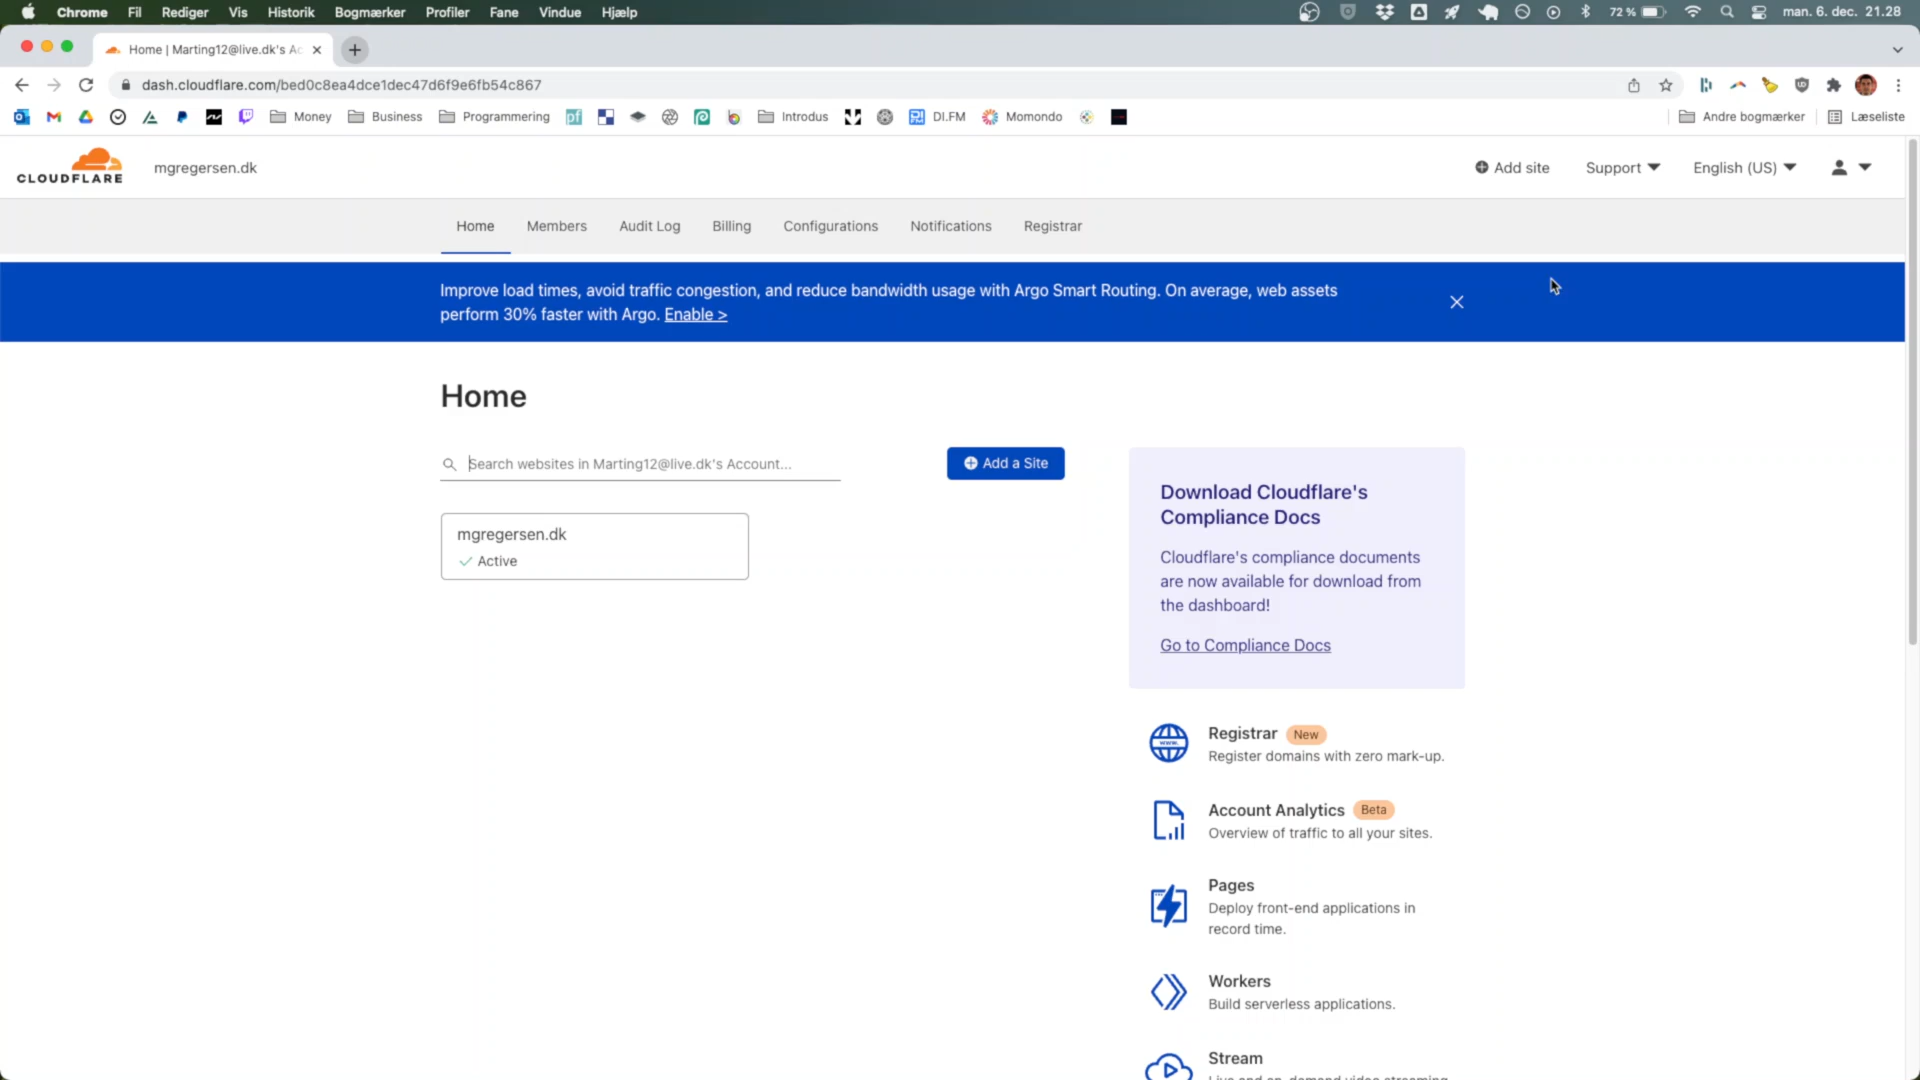 Chrome Fil Rediger Vis Historik Bogmærker Profiler Fane Vindue Hjælp 72 % man. 6. dec. 21.28
Home | Marting12@live.dk's Ac
dash.cloudflare.com/bed0c8ea4dce1dec47d6f9e6fb54c867
Money Business Programmering Introdus DI.FM Momondo Andre bogmærker Læseliste
CLOUDFLARE mgregersen.dk Add site Support English (US)
Home Members Audit Log Billing Configurations Notifications Registrar
Improve load times, avoid traffic congestion, and reduce bandwidth usage with Argo Smart Routing. On average, web assets
perform 30% faster with Argo. Enable >
Home
Search websites in Marting12@live.dk's Account...
Add a Site
mgregersen.dk
Active
Download Cloudflare's
Compliance Docs
Cloudflare's compliance documents
are now available for download from
the dashboard!
Go to Compliance Docs
Registrar New
Register domains with zero mark-up.
Account Analytics Beta
Overview of traffic to all your sites.
Pages
Deploy front-end applications in
record time.
Workers
Build serverless applications.
Stream
Live and on-demand video streaming